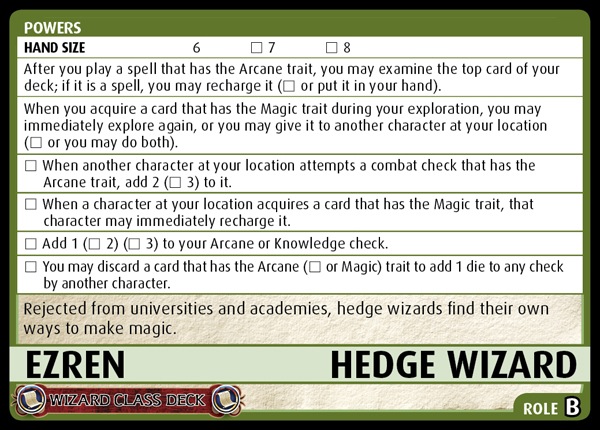 POWERS
HAND SIZE 6 □ 7 □ 8
After you play a spell that has the Arcane trait, you may examine the top card of your
deck; if it is a spell, you may recharge it (□ or put it in your hand).
When you acquire a card that has the Magic trait during your exploration, you may
immediately explore again, or you may give it to another character at your location
(□ or you may do both).
□ When another character at your location attempts a combat check that has the
Arcane trait, add 2 (□ 3) to it.
□ When a character at your location acquires a card that has the Magic trait, that
character may immediately recharge it.
□ Add 1 (□ 2) (□ 3) to your Arcane or Knowledge check.
□ You may discard a card that has the Arcane (□ or Magic) trait to add 1 die to any check
by another character.
Rejected from universities and academies, hedge wizards find their own
ways to make magic.
EZREN HEDGE WIZARD
WIZARD CLASS DECK
ROLE B